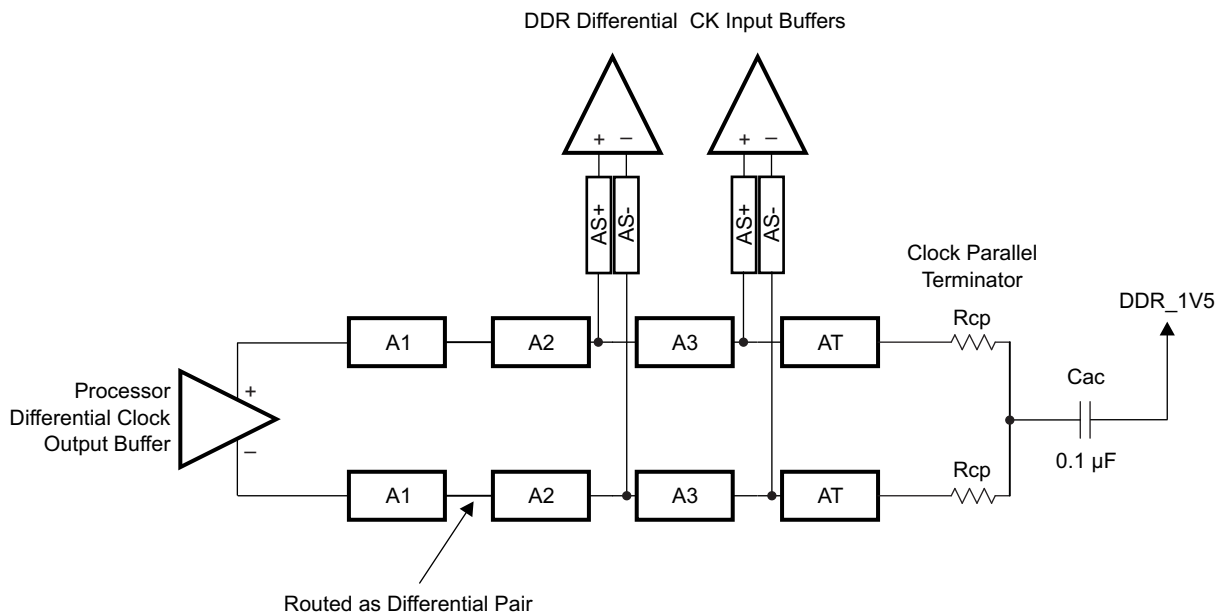 DDR Differential CK Input Buffers
+ −
+ −
AS+
AS-
AS+
AS-
Clock Parallel
Terminator
DDR_1V5
Rcp
A1
A2
A3
AT
Processor
Differential Clock
Output Buffer
+
−
Cac
0.1 µF
Rcp
A1
A2
A3
AT
Routed as Differential Pair